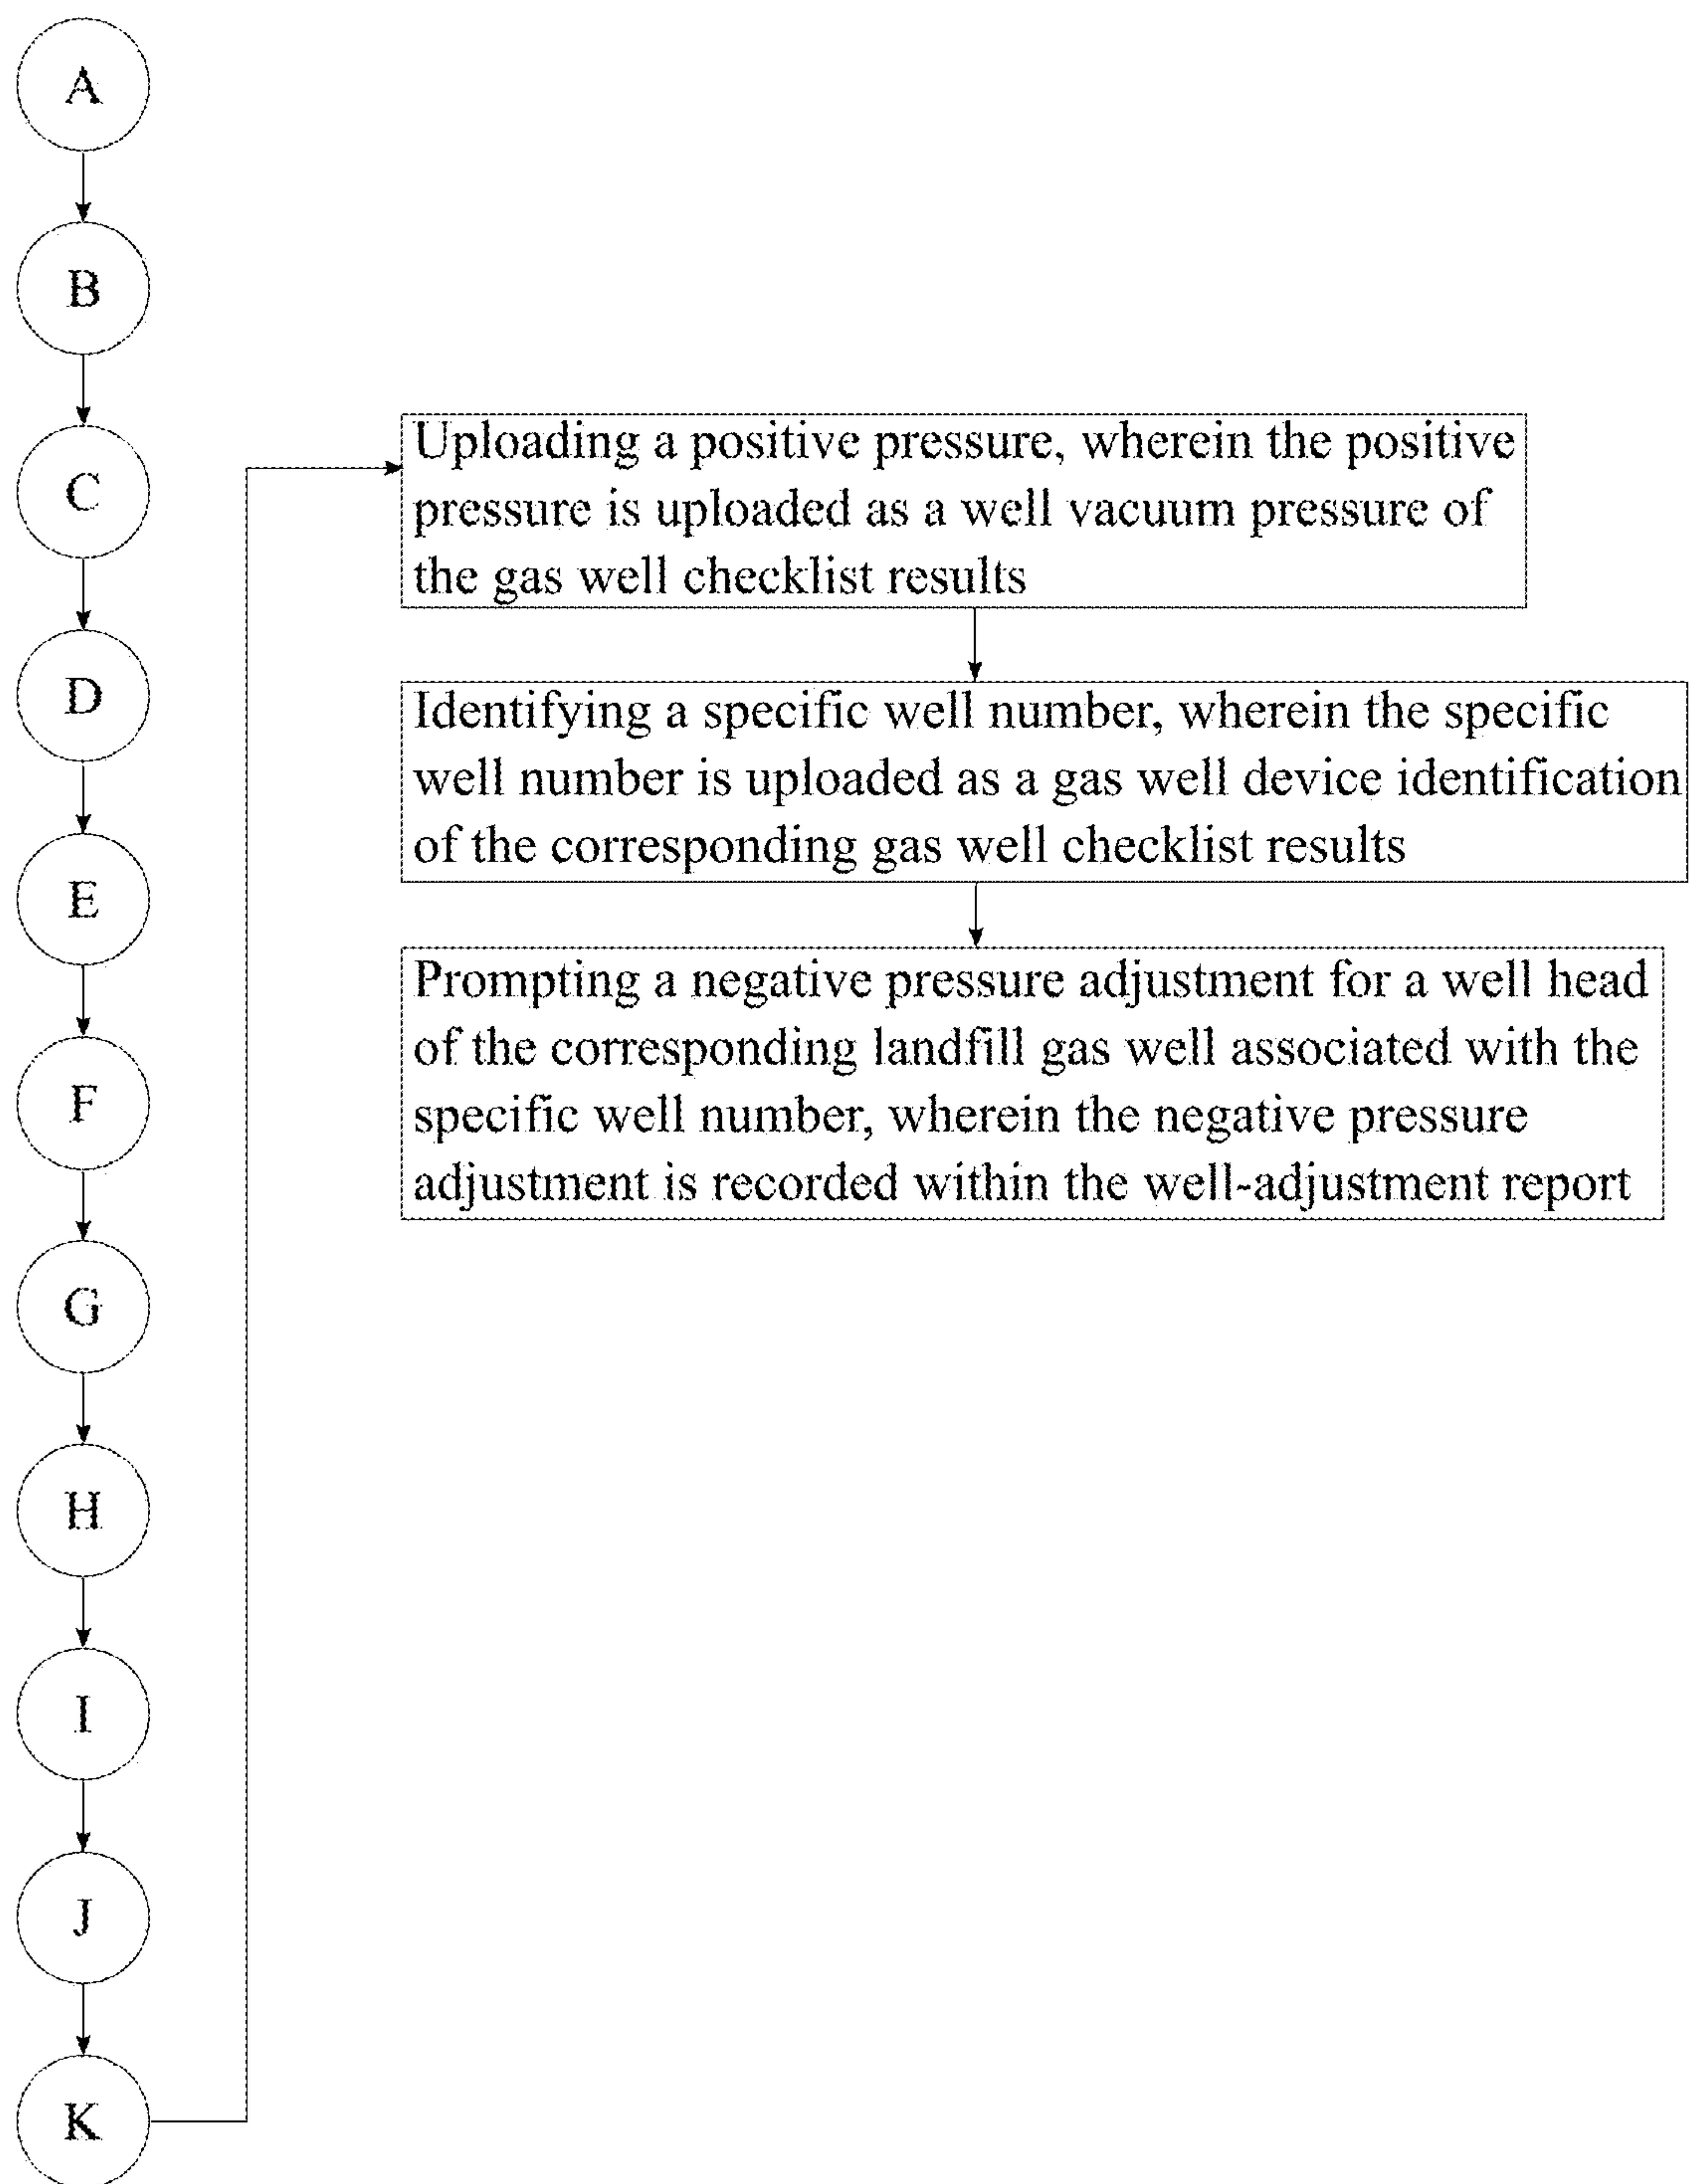 A
B
C
D
E
F
G
H
I
J
K
Uploading a positive pressure, wherein the positive
pressure is uploaded as a well vacuum pressure of
the gas well checklist results
Identifying a specific well number, wherein the specific
well number is uploaded as a gas well device identification
of the corresponding gas well checklist results
Prompting a negative pressure adjustment for a well head
of the corresponding landfill gas well associated with the
specific well number, wherein the negative pressure
adjustment is recorded within the well-adjustment report